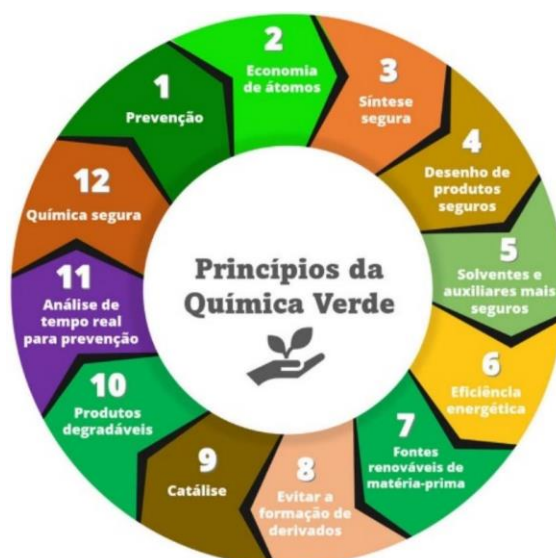 1
Prevenção
2
Economia
de átomos
3
Síntese
segura
4
Desenho de
produtos
seguros
5
Solventes e
auxiliares mais
seguros
6
Eficiência
energética
7
Fontes
renováveis de
matéria-prima
8
Evitar a
formação de
derivados
9
Catálise
10
Produtos
degradáveis
11
Análise de
tempo real
para prevenção
12
Química segura
Princípios da
Química Verde